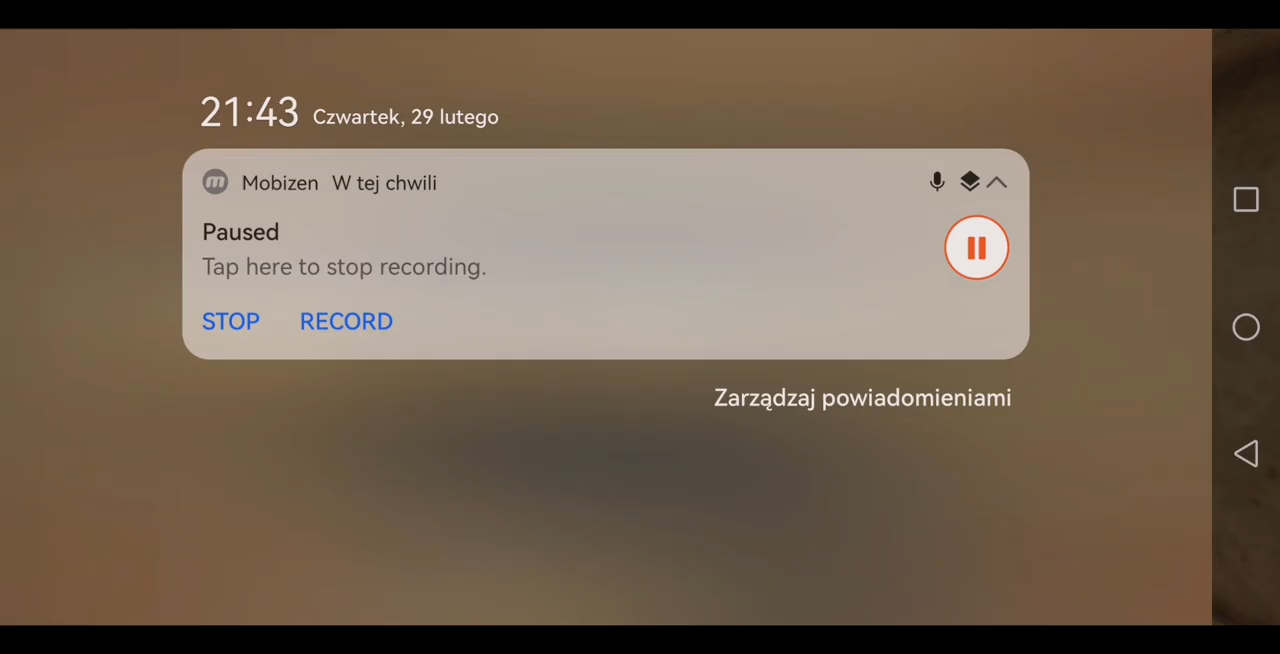 21:43 Czwartek, 29 lutego
Mobizen W tej chwili
Paused
Tap here to stop recording.
STOP RECORD
Zarządzaj powiadomieniami